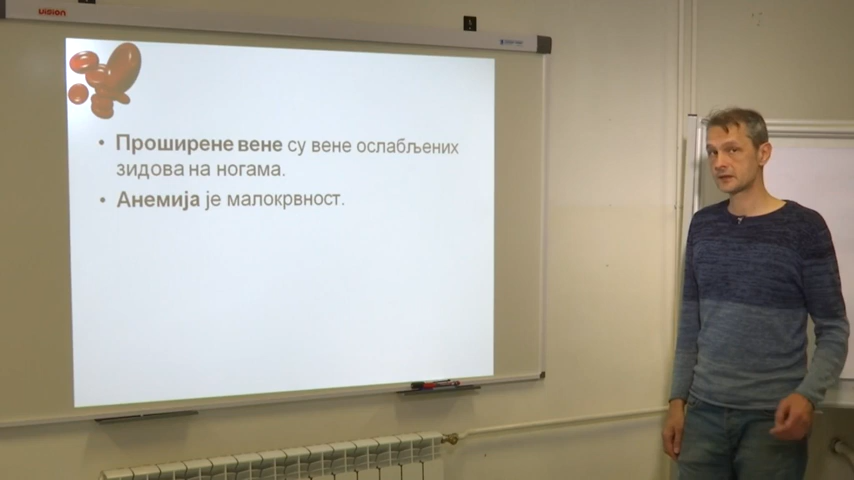 VISION
• Проширене вене су вене ослабљених
зидова на ногама.
• Анемија је малокрвност.